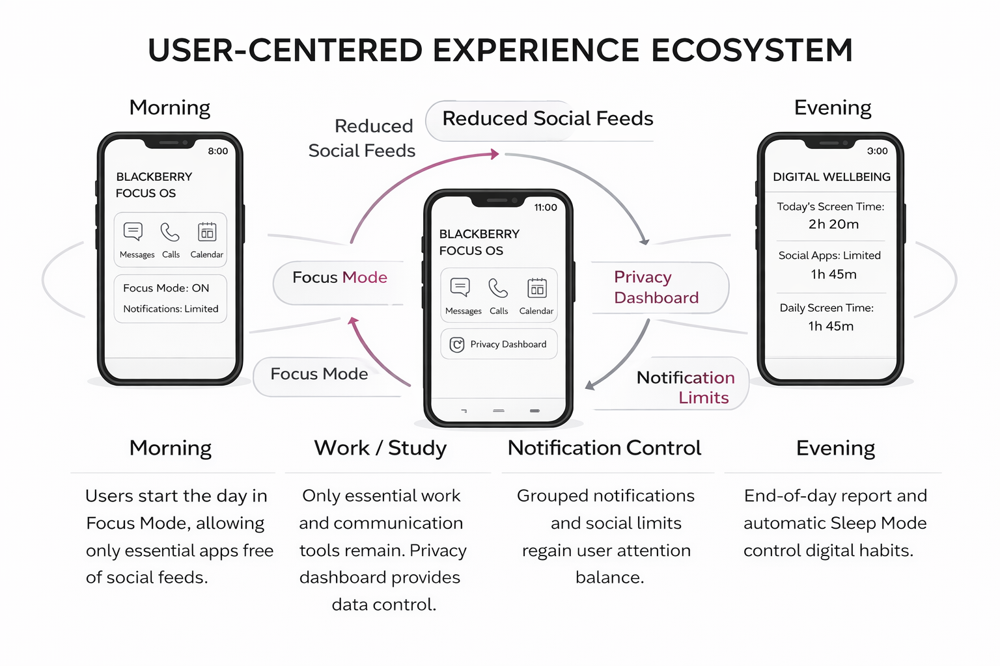 USER-CENTERED EXPERIENCE ECOSYSTEM
Morning
8:00
BLACKBERRY
FOCUS OS
Messages Calls Calendar
Focus Mode: ON
Notifications: Limited
Reduced
Social Feeds
Reduced Social Feeds
Focus Mode
Focus Mode
11:00
BLACKBERRY
FOCUS OS
Messages Calls Calendar
Privacy Dashboard
Privacy
Dashboard
Notification
Limits
Evening
3:00
DIGITAL WELLBEING
Today's Screen Time:
2h 20m
Social Apps: Limited
1h 45m
Daily Screen Time:
1h 45m
Morning
Users start the day in
Focus Mode, allowing
only essential apps free
of social feeds.
Work / Study
Only essential work
and communication
tools remain. Privacy
dashboard provides
data control.
Notification Control
Grouped notifications
and social limits
regain user attention
balance.
Evening
End-of-day report and
automatic Sleep Mode
control digital habits.